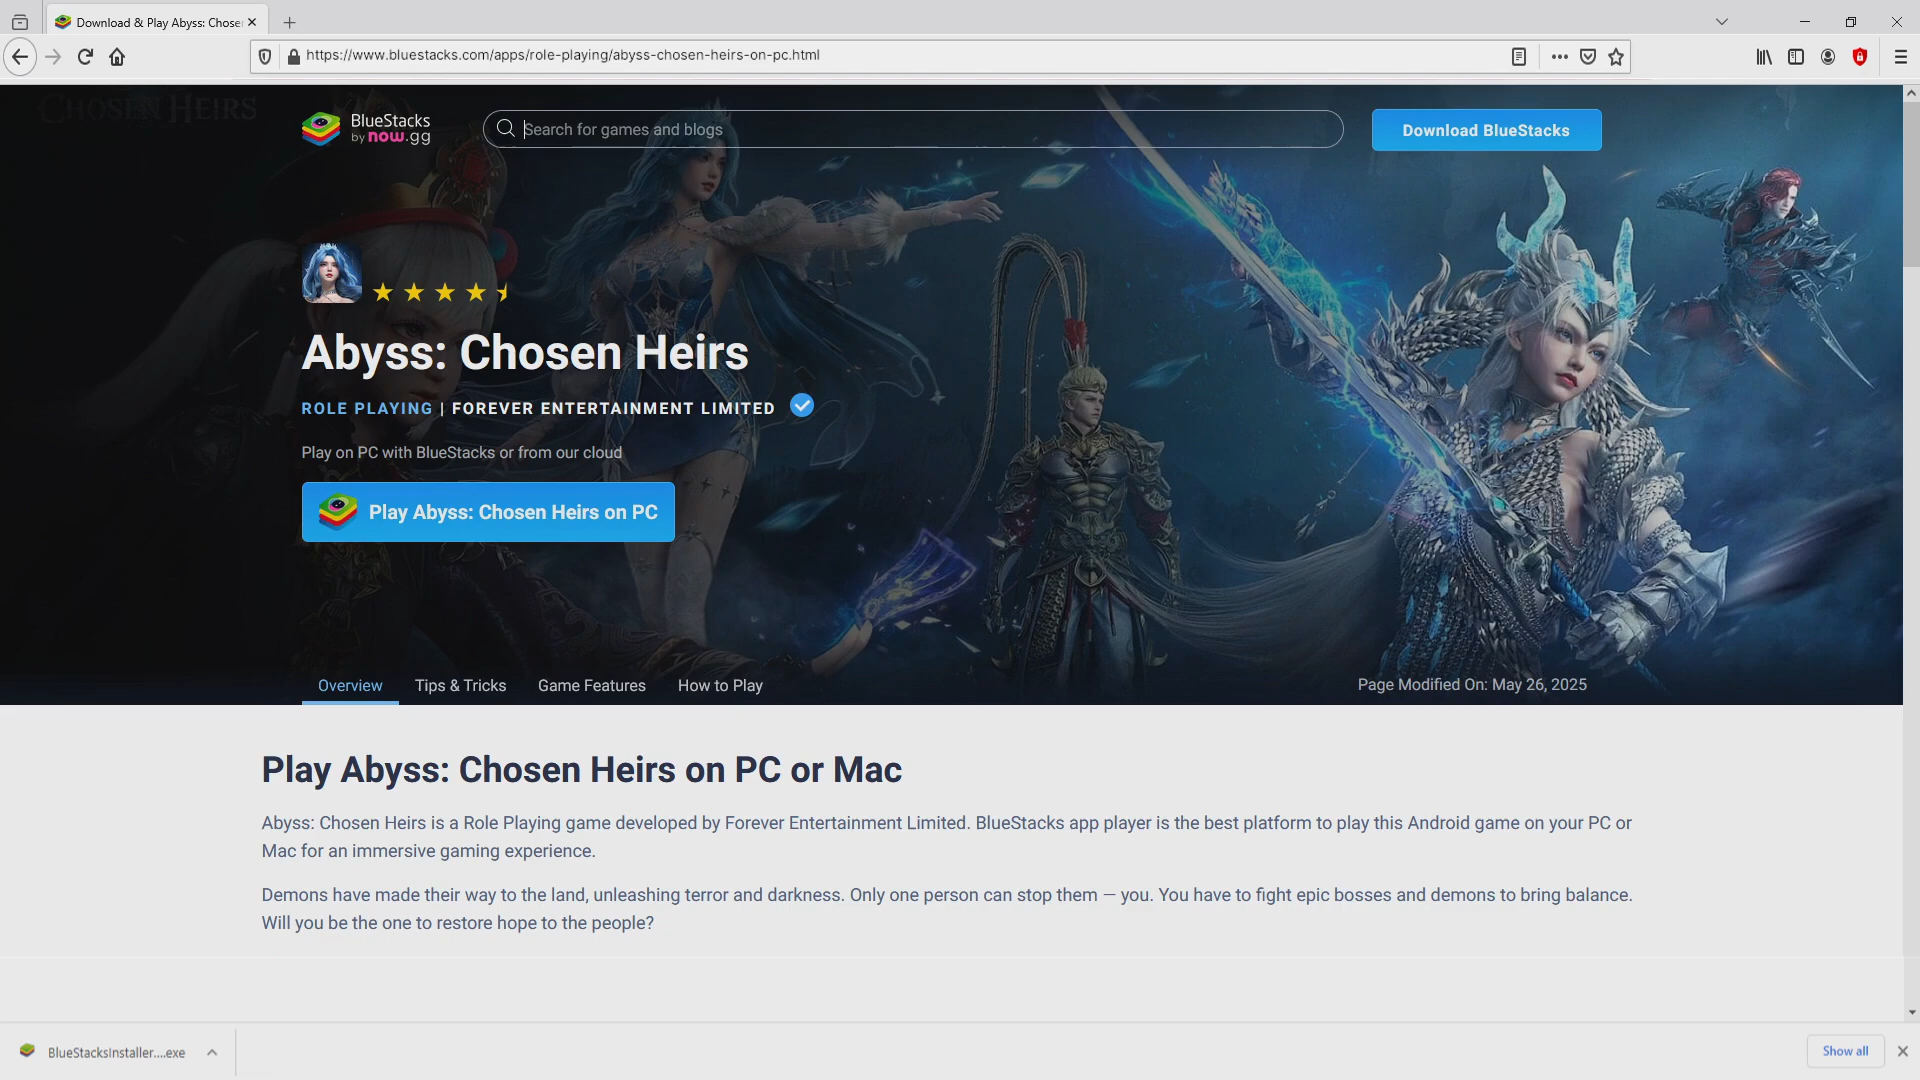 Download & Play Abyss: Chose
https://www.bluestacks.com/apps/role-playing/abyss-chosen-heirs-on-pc.html
CHOSEN HEIRS
BlueStacks
by now.gg
Search for games and blogs
Download BlueStacks
Abyss: Chosen Heirs
ROLE PLAYING | FOREVER ENTERTAINMENT LIMITED
Play on PC with BlueStacks or from our cloud
Play Abyss: Chosen Heirs on PC
Overview Tips & Tricks Game Features How to Play Page Modified On: May 26, 2025
Play Abyss: Chosen Heirs on PC or Mac
Abyss: Chosen Heirs is a Role Playing game developed by Forever Entertainment Limited. BlueStacks app player is the best platform to play this Android game on your PC or
Mac for an immersive gaming experience.
Demons have made their way to the land, unleashing terror and darkness. Only one person can stop them — you. You have to fight epic bosses and demons to bring balance.
Will you be the one to restore hope to the people?
BlueStacksInstaller....exe
Show all